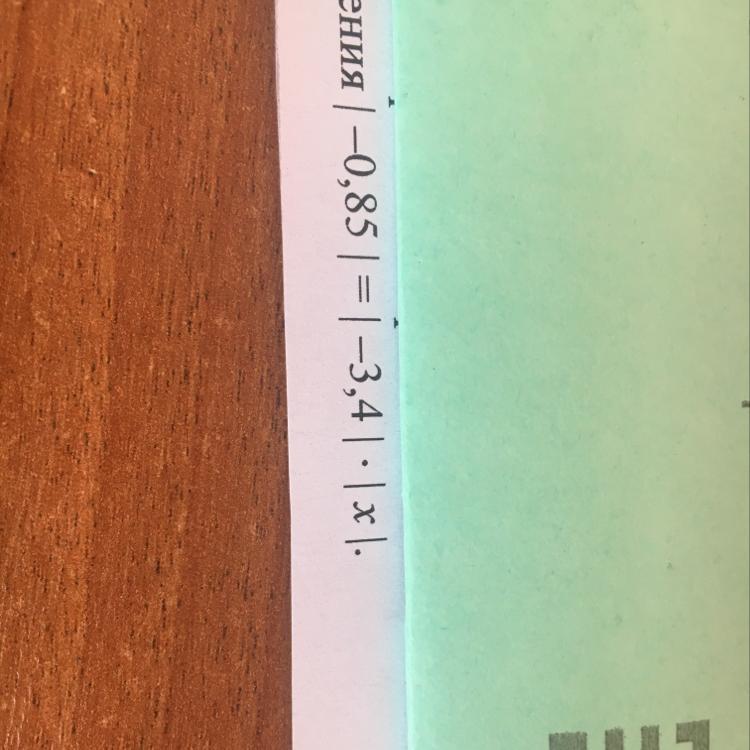 ения | −0,85 | = | −3,4 | · | x |.